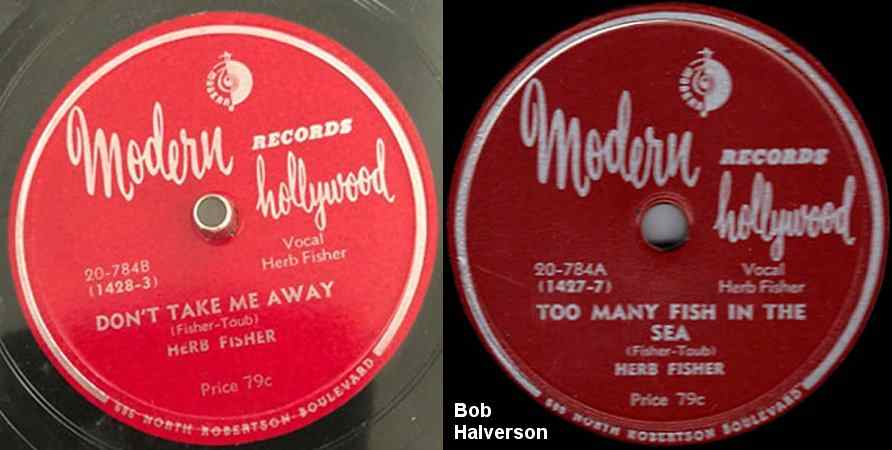 Modern
RECORDS
hollywood
Vocal
Herb Fisher
20-784B
(1428-3)
DON'T TAKE ME AWAY
(Fisher-Taub)
HERB FISHER
Price 79c
NORTH ROBERTSON BOULEVARD
Modern
RECORDS
hollywood
20-784A
(1427-7)
Vocal
Herb Fisher
TOO MANY FISH IN THE
SEA
(Fisher-Taub)
HERB FISHER
Price 79c
NORTH ROBERTSON BOULEVARD
Bob
Halverson